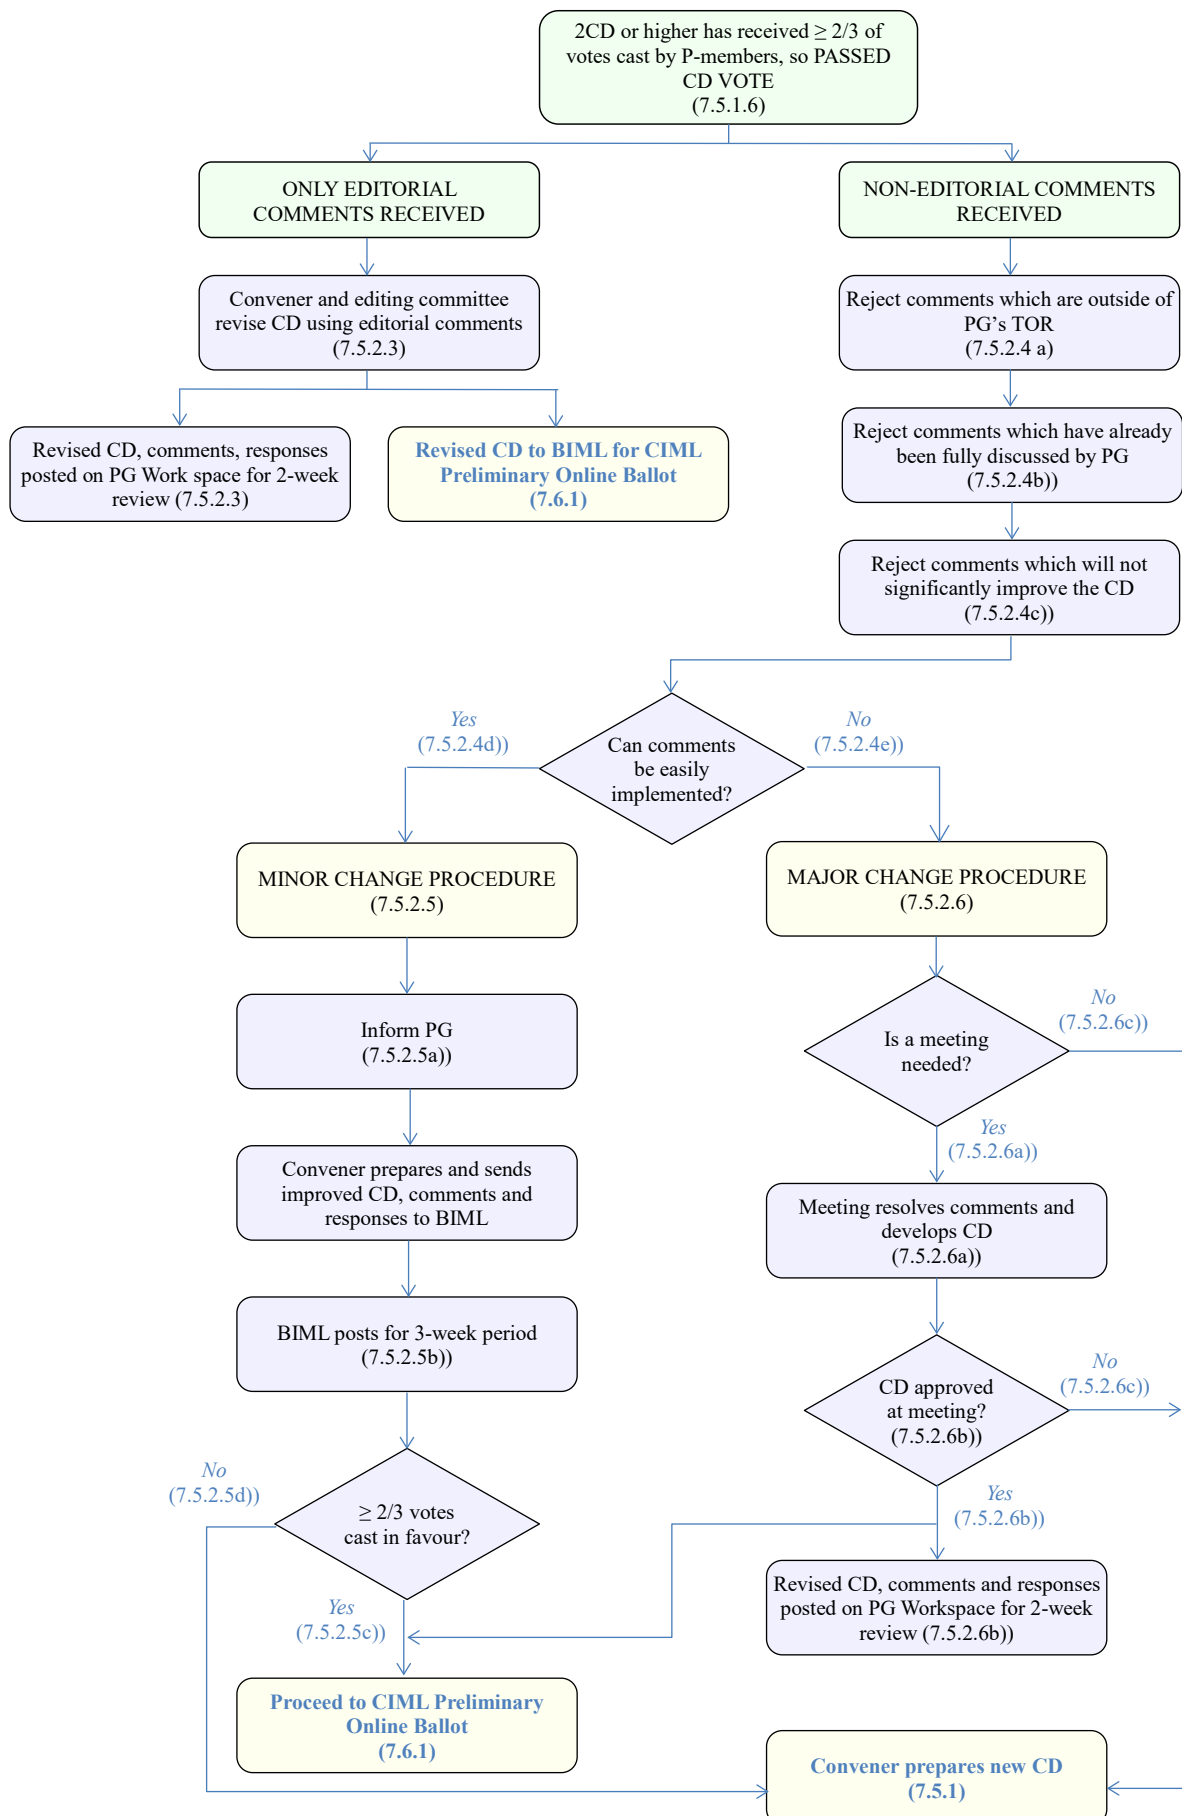 2CD or higher has received ≥ 2/3 of
votes cast by P-members, so PASSED
CD VOTE
(7.5.1.6)
ONLY EDITORIAL
COMMENTS RECEIVED
NON-EDITORIAL COMMENTS
RECEIVED
Convener and editing committee
revise CD using editorial comments
(7.5.2.3)
Reject comments which are outside of
PG’s TOR
(7.5.2.4 a)
Revised CD, comments, responses
posted on PG Work space for 2-week
review (7.5.2.3)
Revised CD to BIML for CIML
Preliminary Online Ballot
(7.6.1)
Reject comments which have already
been fully discussed by PG
(7.5.2.4b))
Reject comments which will not
significantly improve the CD
(7.5.2.4c))
Can comments
be easily
implemented?
Yes
(7.5.2.4d))
No
(7.5.2.4e))
MINOR CHANGE PROCEDURE
(7.5.2.5)
MAJOR CHANGE PROCEDURE
(7.5.2.6)
Inform PG
(7.5.2.5a))
Is a meeting
needed?
No
(7.5.2.6c))
Yes
(7.5.2.6a))
Convener prepares and sends
improved CD, comments and
responses to BIML
Meeting resolves comments and
develops CD
(7.5.2.6a))
BIML posts for 3-week period
(7.5.2.5b))
CD approved
at meeting?
(7.5.2.6b))
No
(7.5.2.6c))
≥ 2/3 votes
cast in favour?
No
(7.5.2.5d))
Yes
(7.5.2.6b))
Yes
(7.5.2.5c))
Revised CD, comments and responses
posted on PG Workspace for 2-week
review (7.5.2.6b))
Proceed to CIML Preliminary
Online Ballot
(7.6.1)
Convener prepares new CD
(7.5.1)